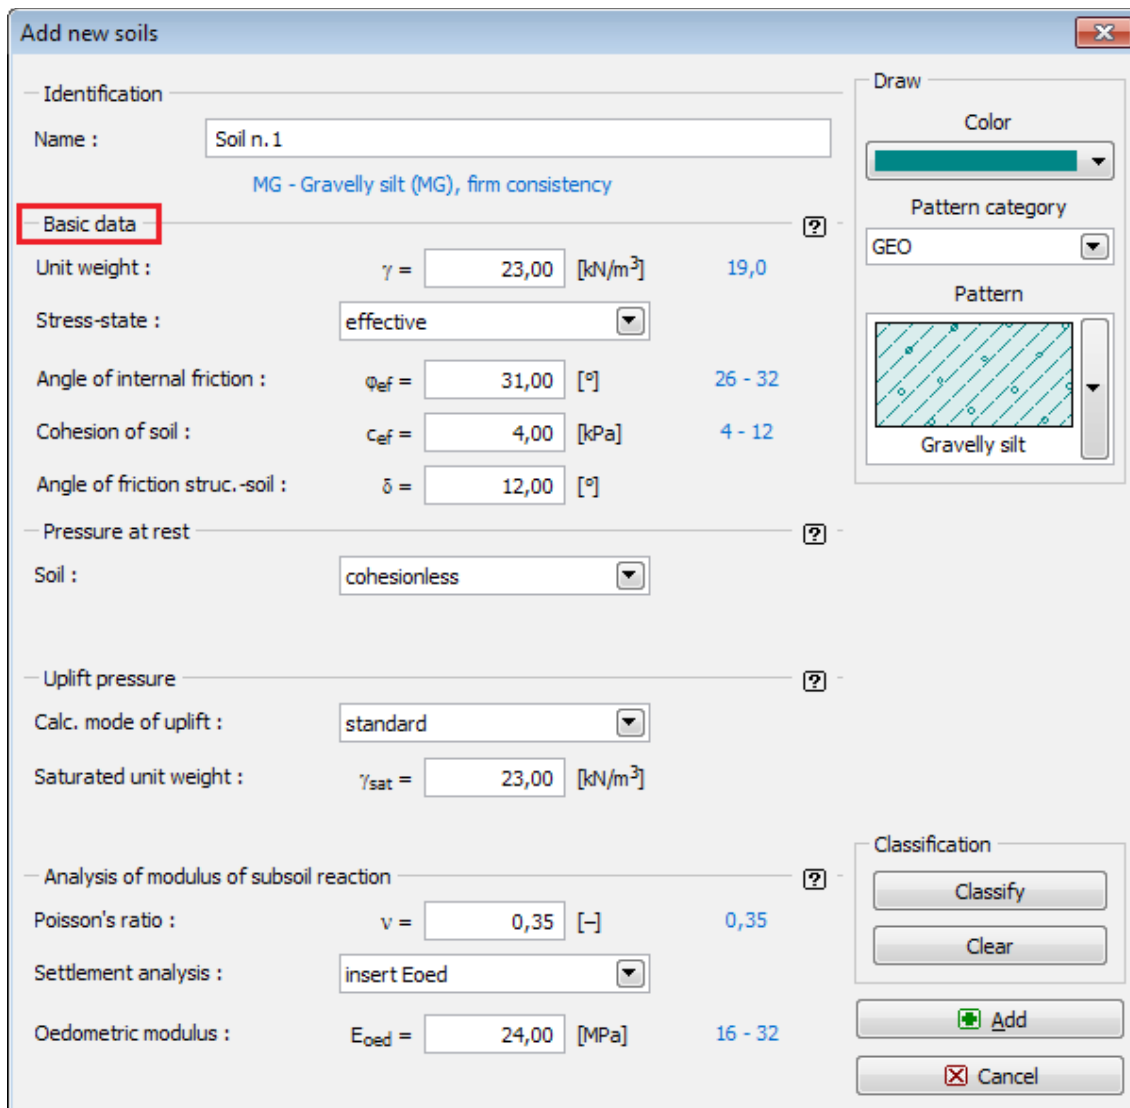 Add new soils
Identification
Name :
Soil n. 1
MG - Gravelly silt (MG), firm consistency
Basic data
?
Unit weight : γ = 23,00 [kN/m³] 19,0
Stress-state : effective
Angle of internal friction : φef = 31,00 [°] 26 - 32
Cohesion of soil : cef = 4,00 [kPa] 4 - 12
Angle of friction struc.-soil : δ = 12,00 [°]
Pressure at rest
?
Soil : cohesionless
Uplift pressure
?
Calc. mode of uplift : standard
Saturated unit weight : γsat = 23,00 [kN/m³]
Analysis of modulus of subsoil reaction
?
Poisson's ratio : ν = 0,35 [–] 0,35
Settlement analysis : insert Eoed
Oedometric modulus : Eoed = 24,00 [MPa] 16 - 32
Draw
Color
Pattern category
GEO
Pattern
Gravelly silt
Classification
Classify
Clear
Add
Cancel